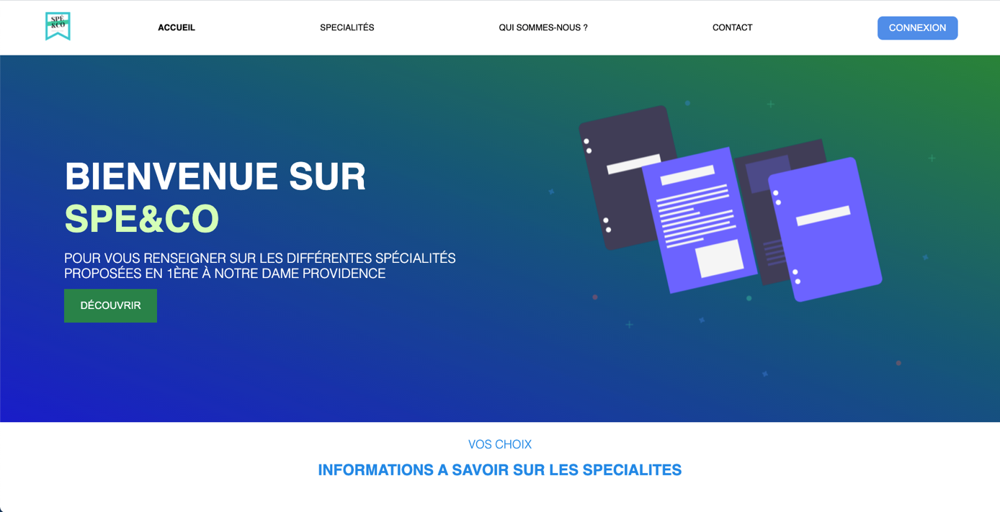 SPÉ
&CO
ACCUEIL
SPECIALITÉS
QUI SOMMES-NOUS ?
CONTACT
CONNEXION
BIENVENUE SUR
SPE&CO
POUR VOUS RENSEIGNER SUR LES DIFFÉRENTES SPÉCIALITÉS
PROPOSÉES EN 1ÈRE À NOTRE DAME PROVIDENCE
DÉCOUVRIR
VOS CHOIX
INFORMATIONS A SAVOIR SUR LES SPECIALITES